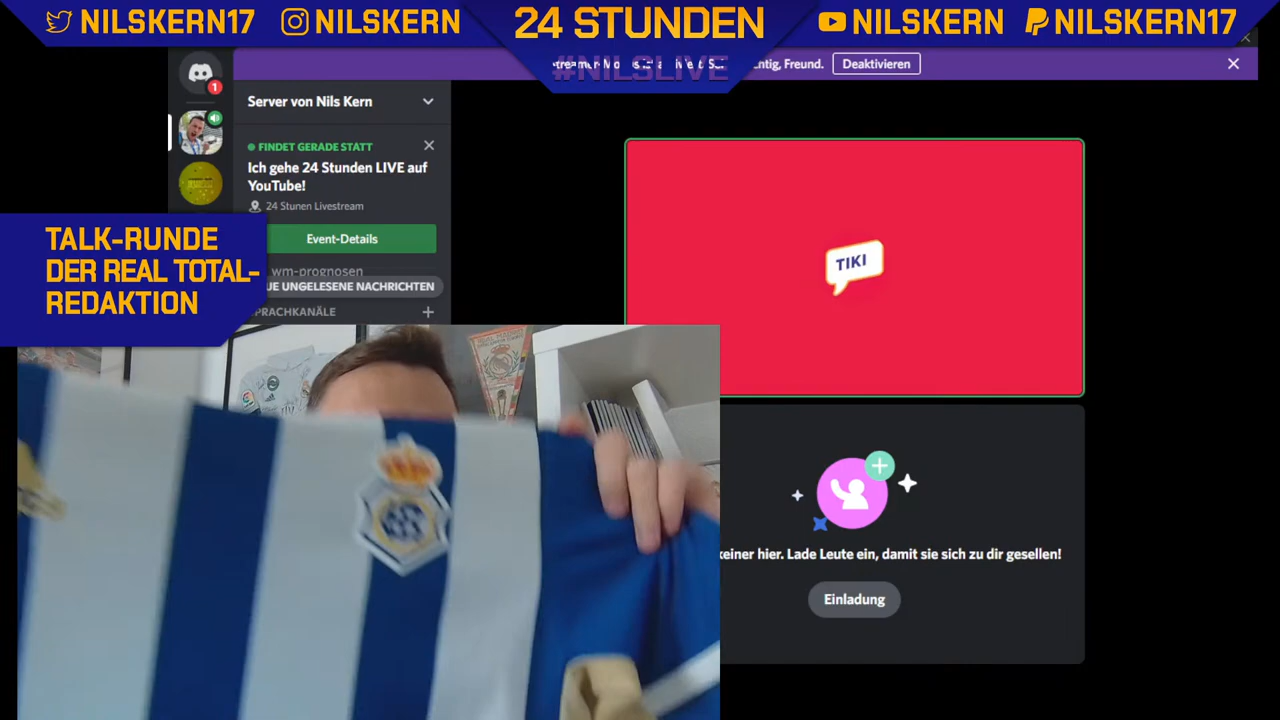 NILSKERN17
NILSKERN
24 STUNDEN
NILSKERN
NILSKERN17
#NILSLIVE
Deaktivieren
Server von Nils Kern
1
FINDET GERADE STATT
Ich gehe 24 Stunden LIVE auf
YouTube!
24 Stunen Livestream
Event-Details
TALK-RUNDE
DER REAL TOTAL-
REDAKTION
wm-prognosen
UE UNGELESENE NACHRICHTEN
PRACHKANÄLE
TIKI
keiner hier. Lade Leute ein, damit sie sich zu dir gesellen!
Einladung